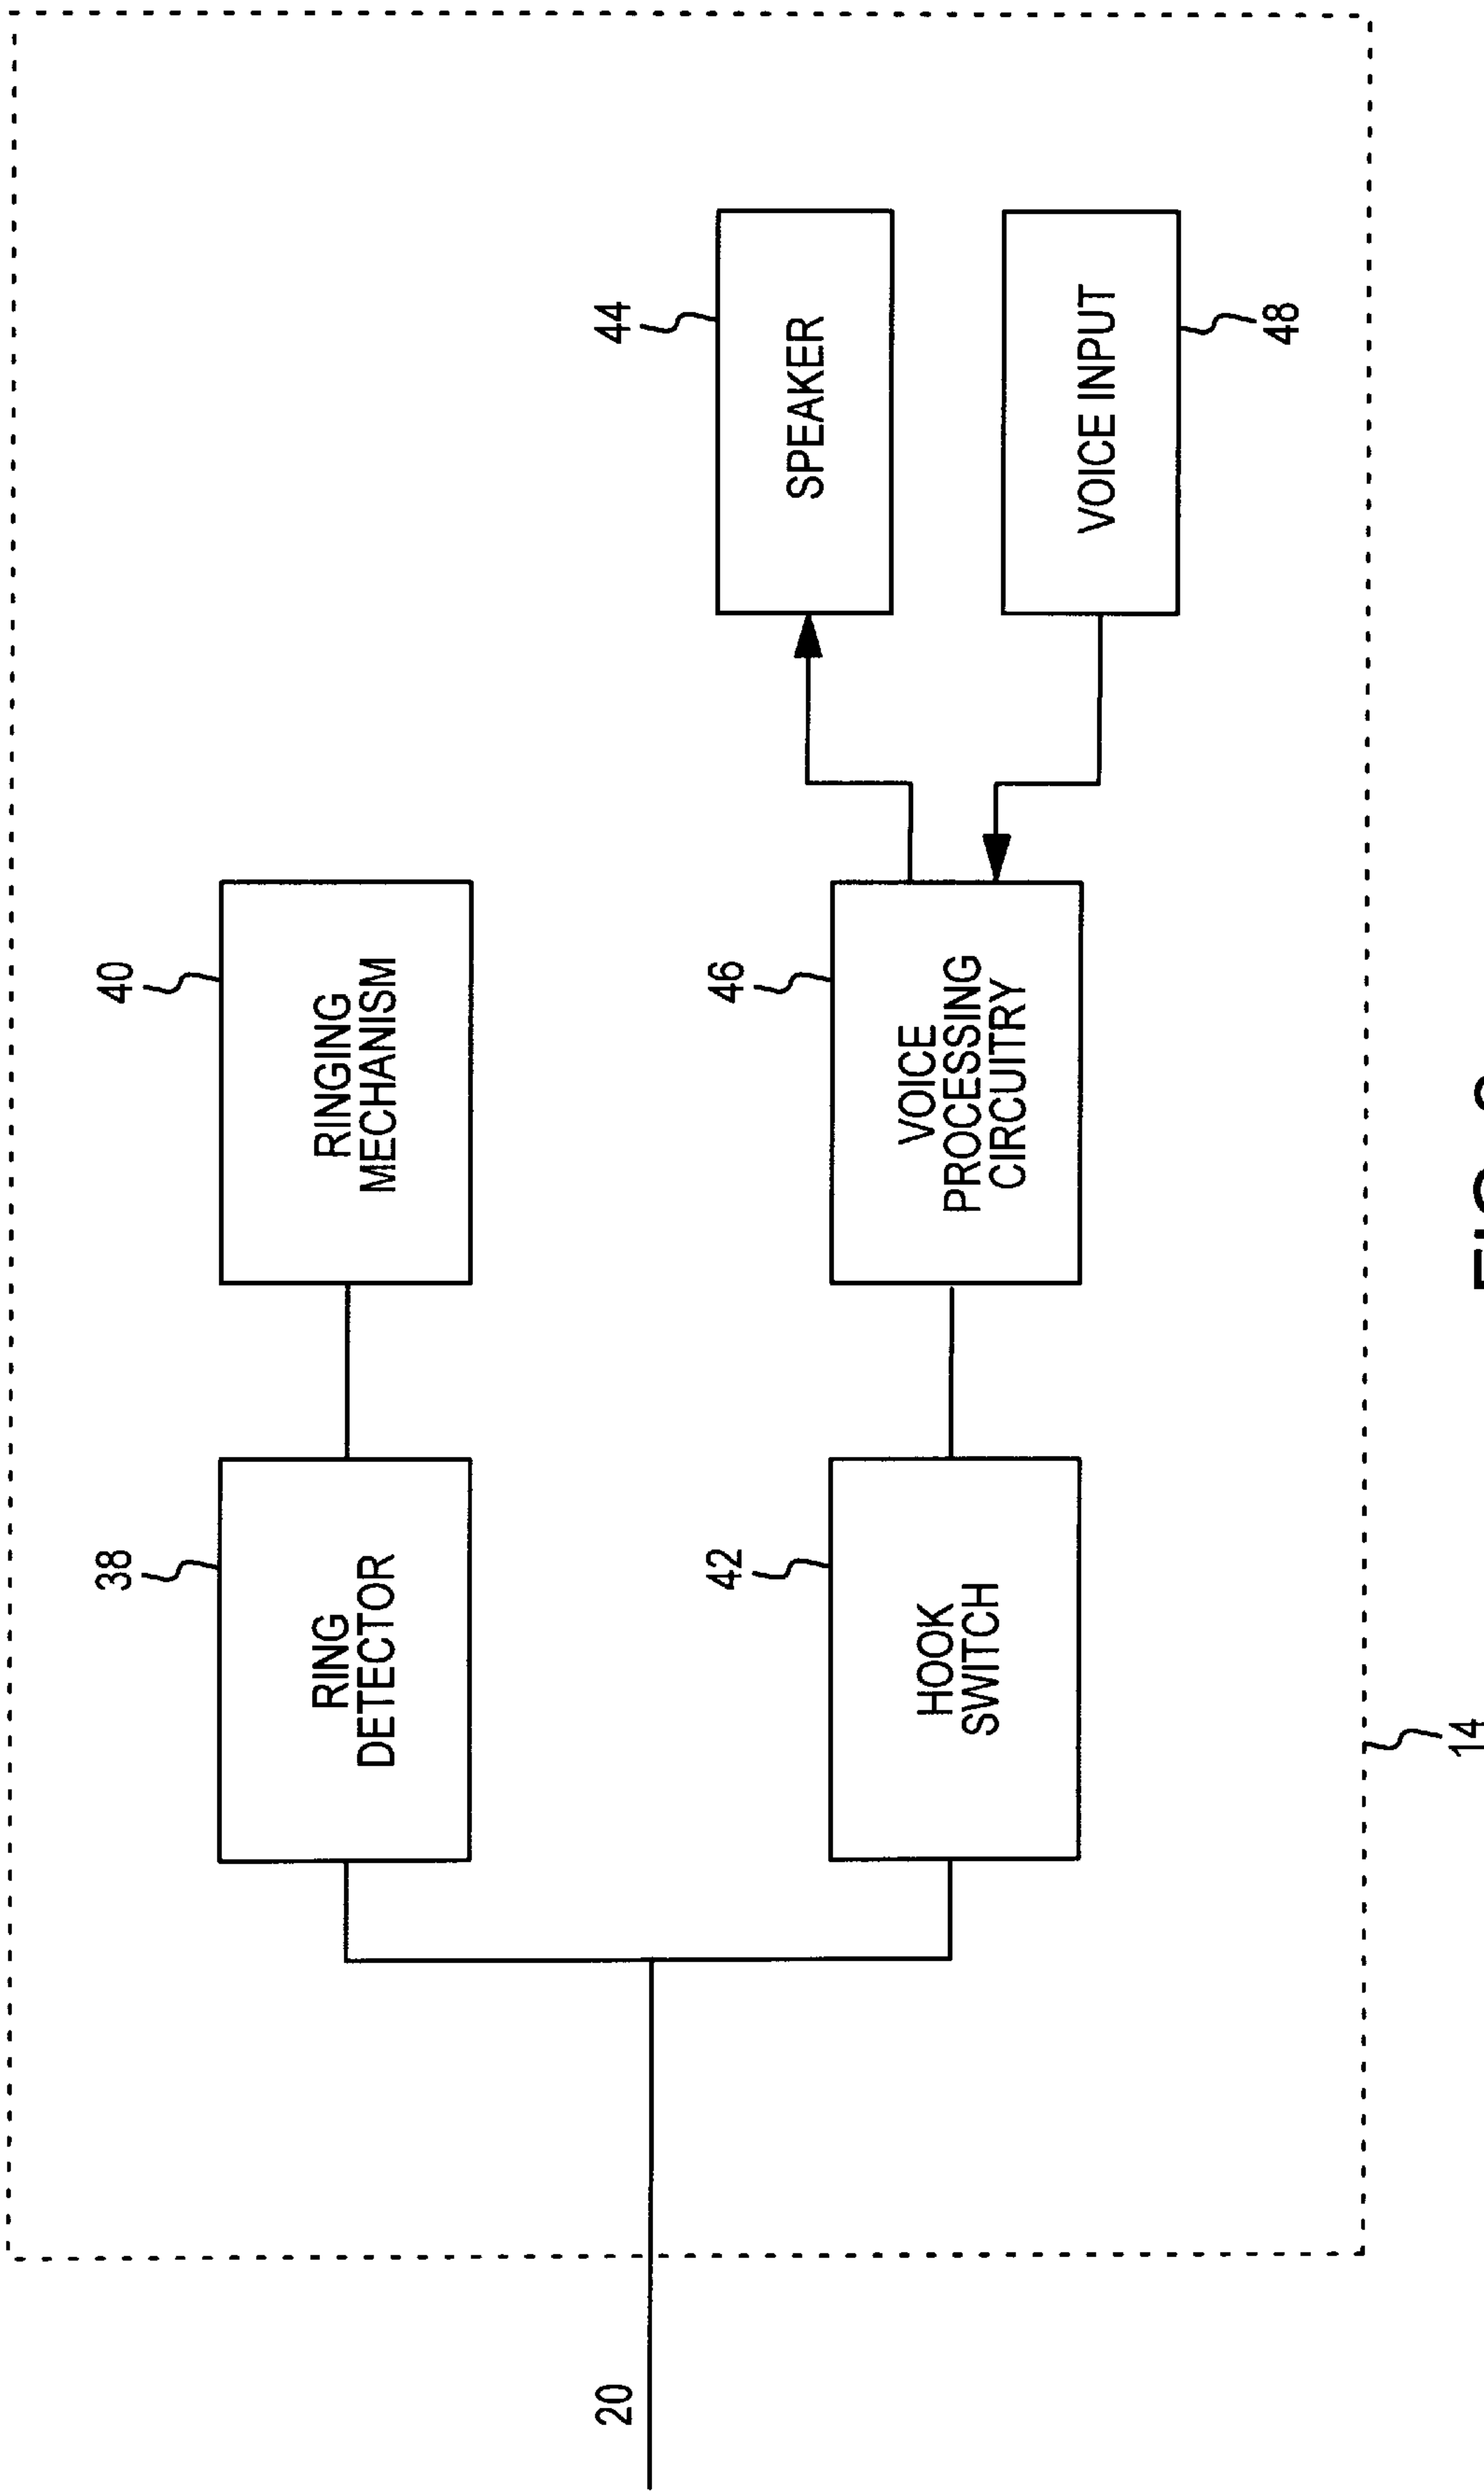 40
RINGING
MECHANISM
38
RING
DETECTOR
44
SPEAKER
46
VOICE
PROCESSING
CIRCUITRY
42
HOOK
SWITCH
VOICE INPUT
48
20
14
FIG.